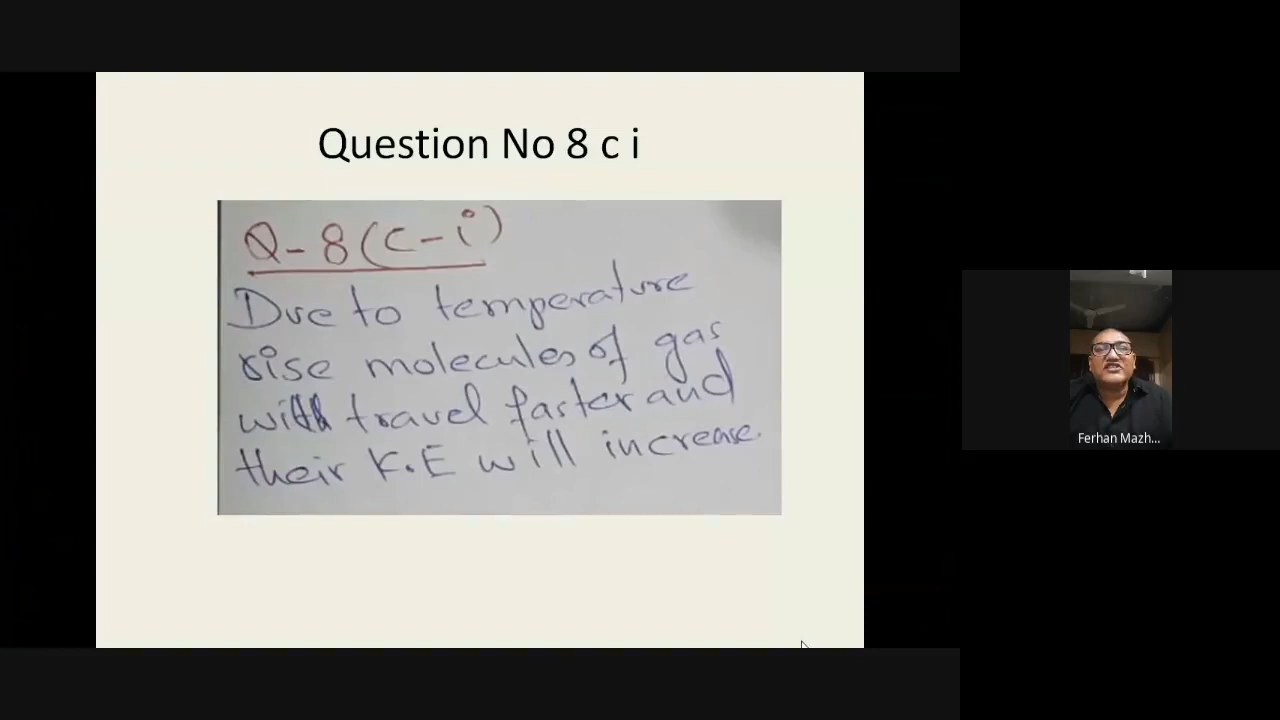 Question No 8 c i
Q-8(c-i)
Due to temperature
rise molecules of gas
will travel faster and
their K.E will increase.
Ferhan Mazh...